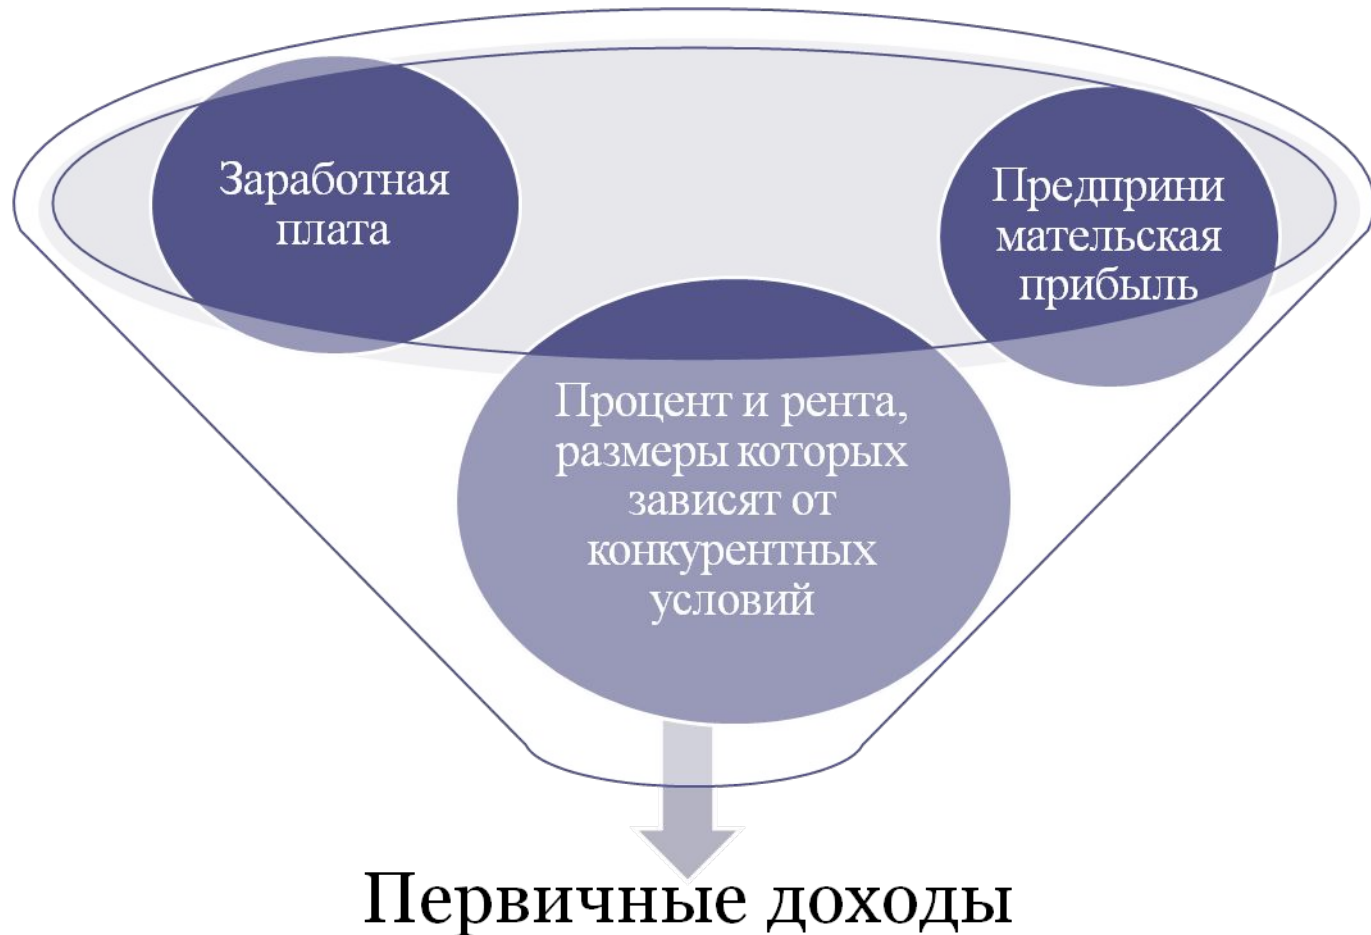 Заработная
плата
Предприни
мательская
прибыль
Процент и рента,
размеры которых
зависят от
конкурентных
условий
Первичные доходы